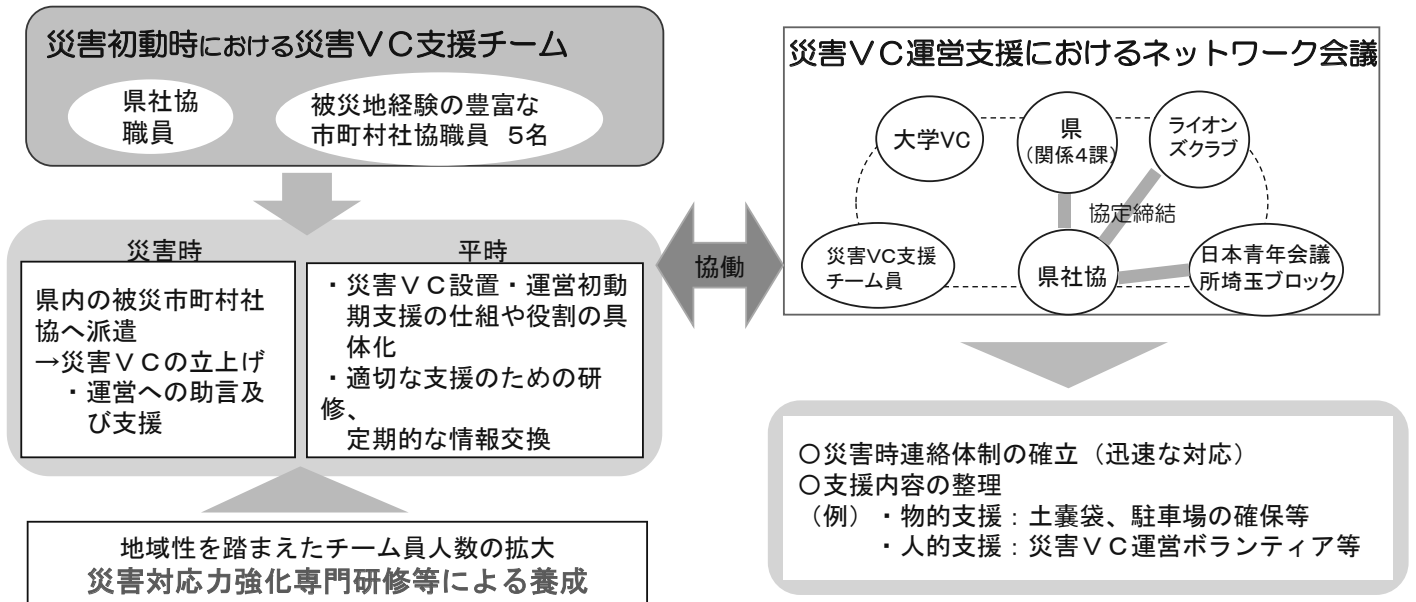 災害初動時における災害ＶＣ支援チーム
県社協
職員
被災地経験の豊富な
市町村社協職員　5名
災害時
県内の被災市町村社
協へ派遣
→災害ＶＣの立上げ
・運営への助言及
び支援
平時
・災害ＶＣ設置・運営初動
期支援の仕組や役割の具
体化
・適切な支援のための研
修、
定期的な情報交換
地域性を踏まえたチーム員人数の拡大
災害対応力強化専門研修等による養成
協働
災害ＶＣ運営支援におけるネットワーク会議
大学VC
県
（関係4課）
ライオン
ズクラブ
協定締結
災害VC支援
チーム員
県社協
日本青年会議
所埼玉ブロック
○災害時連絡体制の確立（迅速な対応）
○支援内容の整理
（例）・物的支援：土嚢袋、駐車場の確保等
・人的支援：災害ＶＣ運営ボランティア等